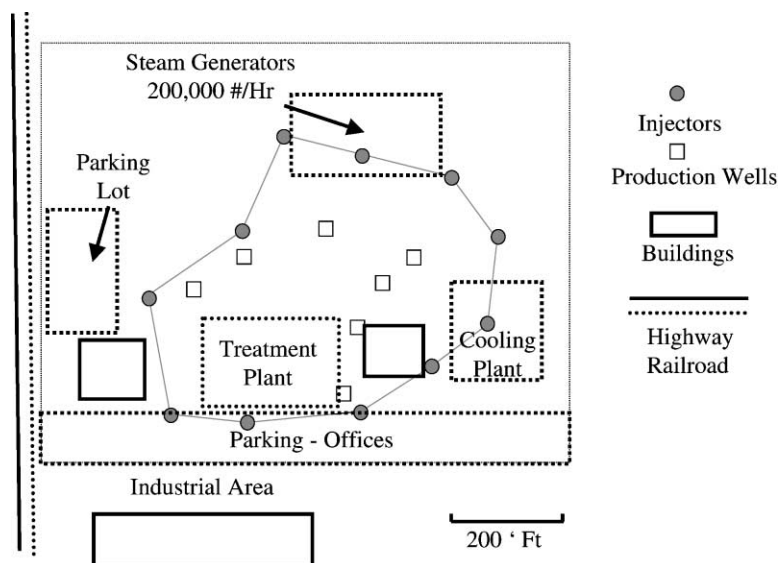 Steam Generators
200,000 #/Hr
Parking
Lot
Treatment
Plant
Cooling
Plant
Parking - Offices
Industrial Area
200 ‘ Ft
Injectors
Production Wells
Buildings
Highway
Railroad